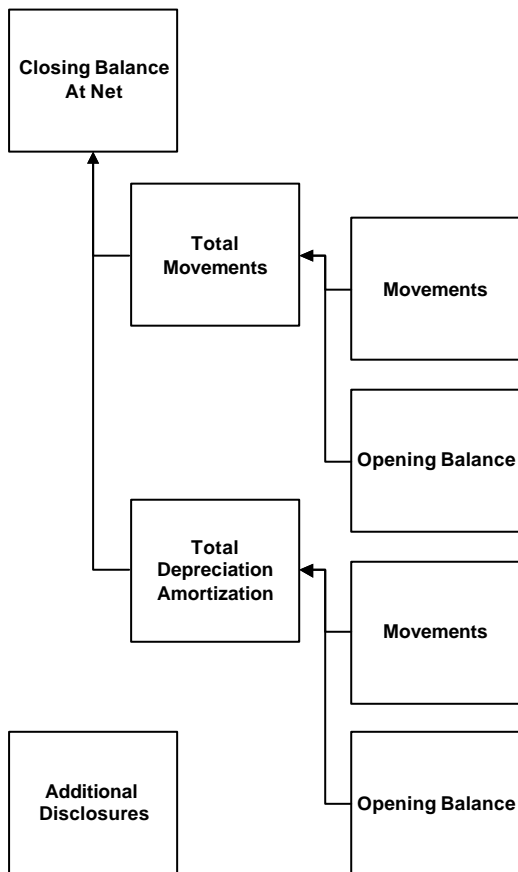 Closing Balance
At Net
Total
Movements
Movements
Opening Balance
Total
Depreciation
Amortization
Movements
Additional
Disclosures
Opening Balance